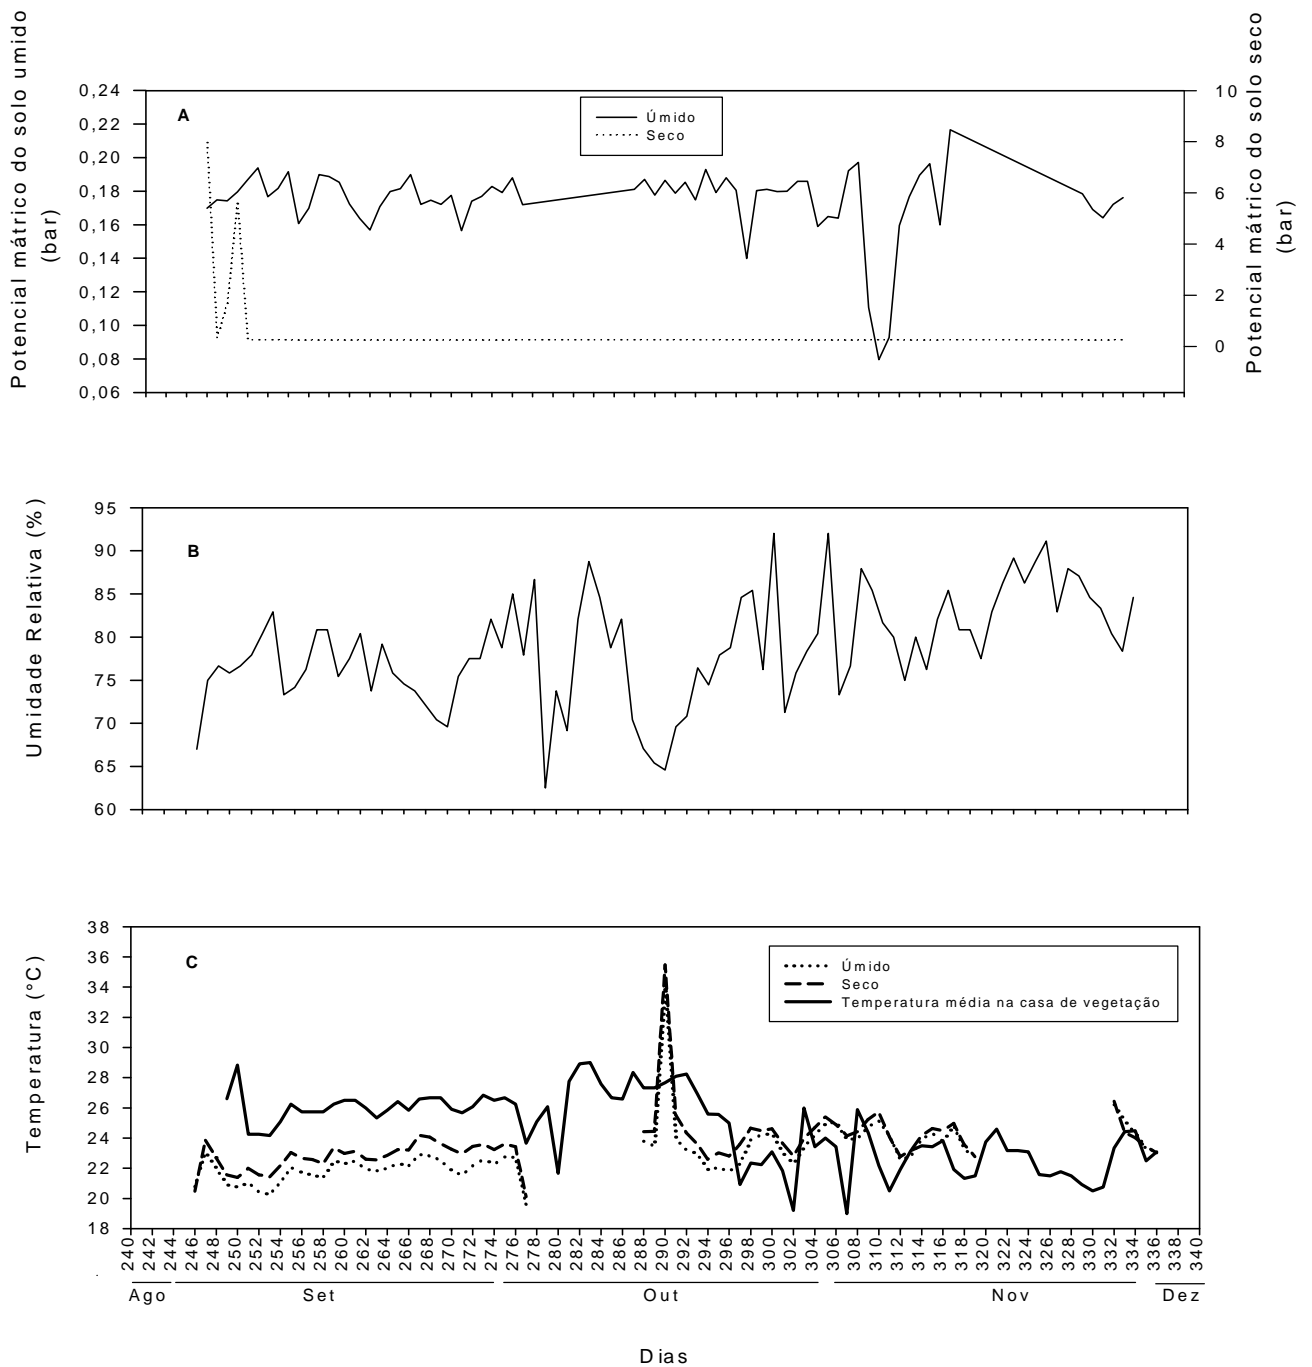 Potencial mátrico do solo umido
(bar)
0,24
0,22
0,20
0,18
0,16
0,14
0,12
0,10
0,08
0,06
A
Úmido
Seco
10
8
6
4
2
0
Potencial mátrico do solo seco
(bar)
Umidade Relativa (%)
95
90
85
80
75
70
65
60
B
Temperatura (°C)
38
36
34
32
30
28
26
24
22
20
18
C
Úmido
Seco
Temperatura média na casa de vegetação
240 242 244 246 248 250 252 254 256 258 260 262 264 266 268 270 272 274 276 278 280 282 284 286 288 290 292 294 296 298 300 302 304 306 308 310 312 314 316 318 320 322 324 326 328 330 332 334 336 338 340
Ago Set Out Nov Dez
Dias